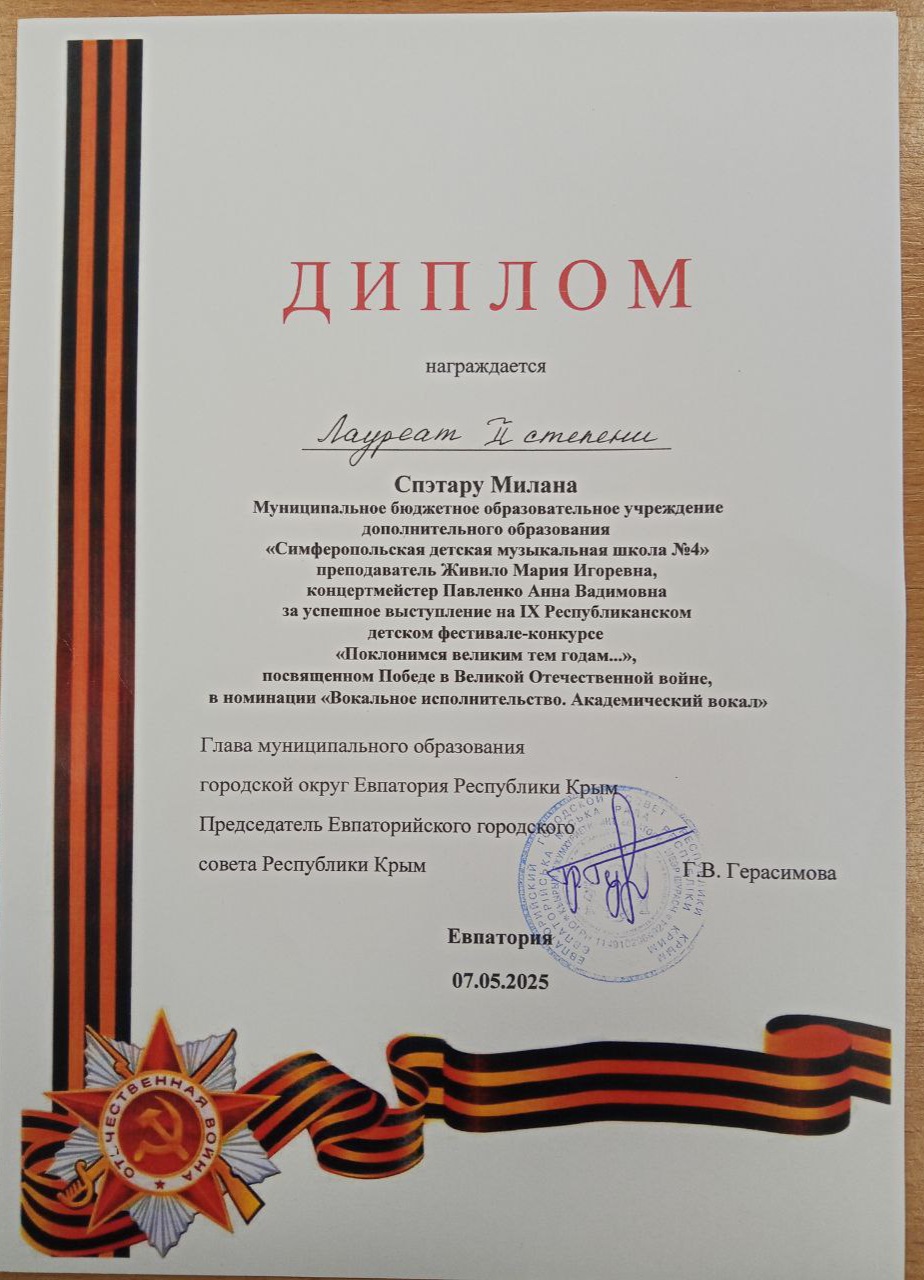 ДИПЛОМ
награждается
Лауреат II степени
Спэтару Милана
Муниципальное бюджетное образовательное учреждение
дополнительного образования
«Симферопольская детская музыкальная школа №4»
преподаватель Живило Мария Игоревна,
концертмейстер Павленко Анна Вадимовна
за успешное выступление на IX Республиканском
детском фестивале-конкурсе
«Поклонимся великим тем годам...»,
посвященном Победе в Великой Отечественной войне,
в номинации «Вокальное исполнительство. Академический вокал»
Глава муниципального образования
городской округ Евпатория Республики Крым
Председатель Евпаторийского городского
совета Республики Крым
Г.В. Герасимова
Евпатория
07.05.2025
ОТЕЧЕСТВЕННАЯ ВОЙНА